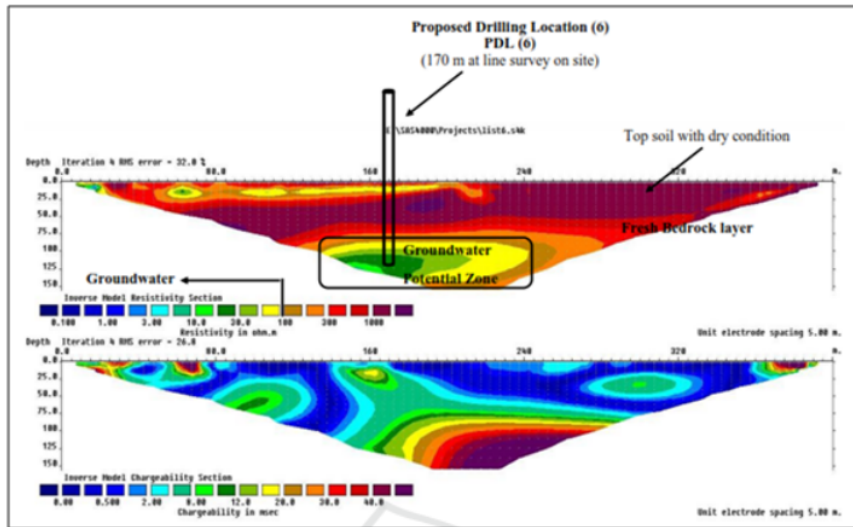 Proposed Drilling Location (6)
PDL (6)
(170 m at line survey on site)
\SAS4000\Projects\list6.s4k
Top soil with dry condition
Depth Iteration 4 RMS error = 32.0 %
0.0 80.0 160 240 320 m.
0.0
25.0
50.0
75.0
100
125
150
Fresh Bedrock layer
Groundwater
Potential Zone
Groundwater
Inverse Model Resistivity Section
0.100 1.00 3.00 10.0 20.0 100 300 1000
Resistivity in ohm.m
Unit electrode spacing 5.00 m.
Depth Iteration 4 RMS error = 26.0
0.0 80.0 160 240 320 m.
0.0
25.0
50.0
75.0
100
125
150
Inverse Model Chargeability Section
0.00 0.500 2.00 8.00 12.0 20.0 30.0 40.0
Chargeability in msec
Unit electrode spacing 5.00 m.